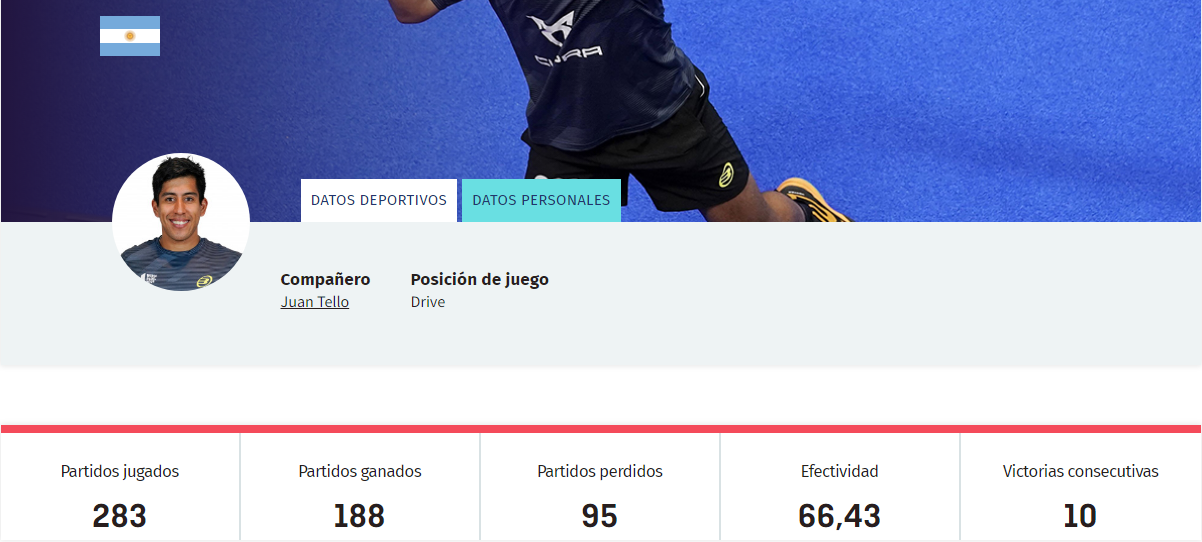 CUPRA
DATOS DEPORTIVOS
DATOS PERSONALES
Compañero
Posición de juego
Juan Tello
Drive
Partidos jugados
Partidos ganados
Partidos perdidos
Efectividad
Victorias consecutivas
283
188
95
66,43
10